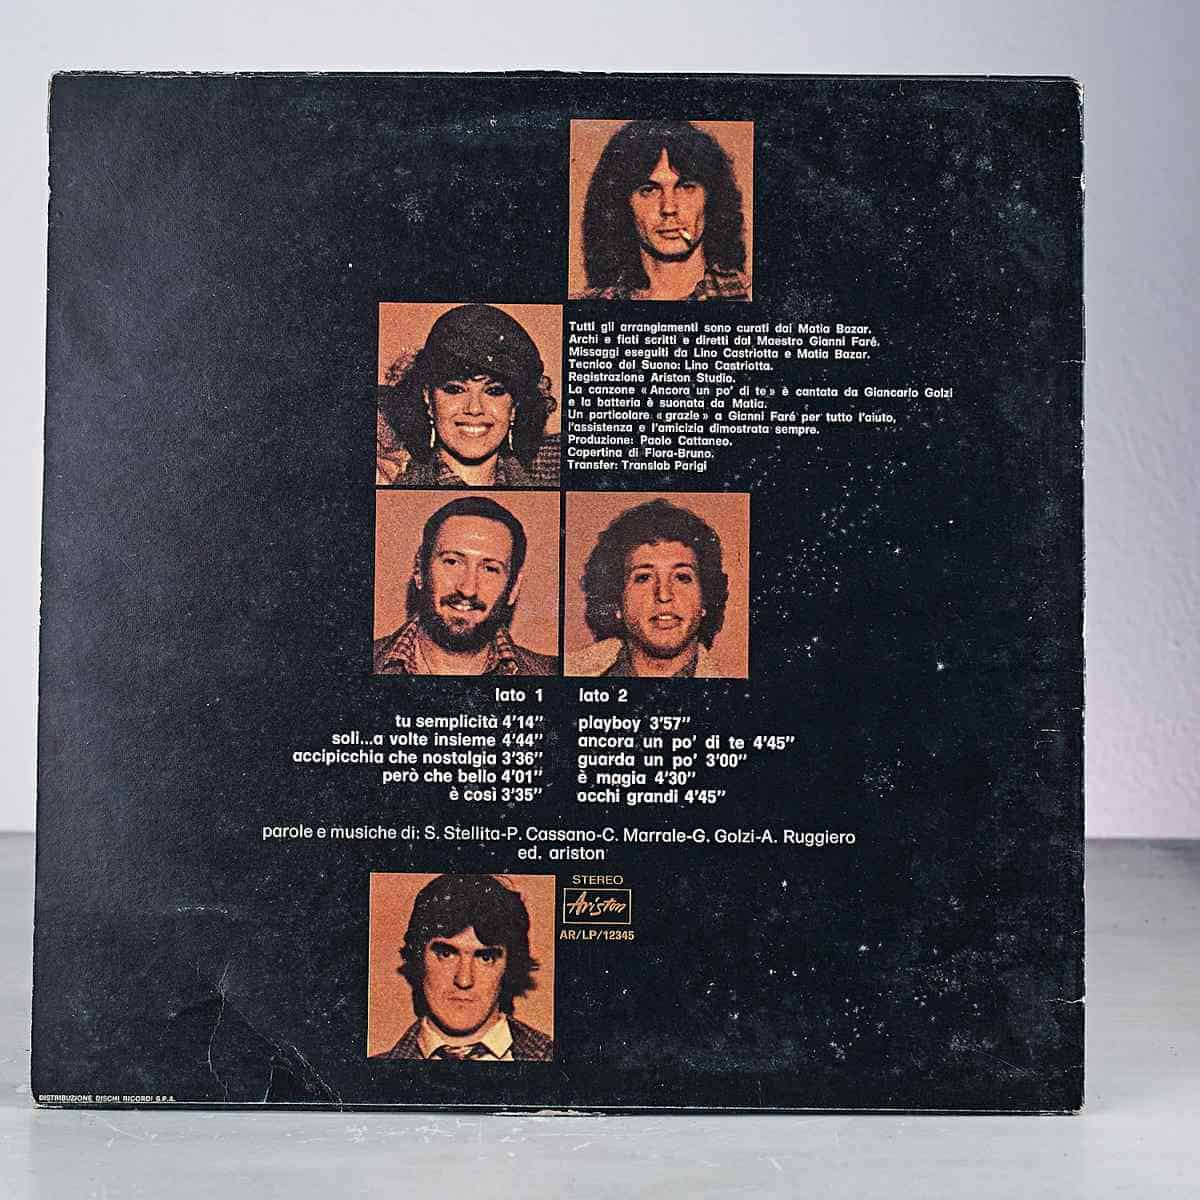 Tutti gli arrangiamenti sono curati dai Matia Bazar.
Archi e fiati scritti e diretti dal Maestro Gianni Faré.
Missaggi eseguiti da Lino Castriotta e Matia Bazar.
Tecnico del Suono: Lino Castriotta.
Registrazione Ariston Studio.
La canzone «Ancora un po' di te» è cantata da Giancarlo Golzi
e la batteria è suonata da Matia.
Un particolare «grazie» a Gianni Faré per tutto l'aiuto,
l'assistenza e l'amicizia dimostrata sempre.
Produzione: Paolo Cattaneo.
Copertina di Flora-Bruno.
Transfer: Translab Parigi
lato 1
tu semplicità 4'14"
soli...a volte insieme 4'44"
accipicchia che nostalgia 3'36"
però che bello 4'01"
è così 3'35"
lato 2
playboy 3'57"
ancora un po' di te 4'45"
guarda un po' 3'00"
è magia 4'30"
occhi grandi 4'45"
parole e musiche di: S. Stellita-P. Cassano-C. Marrale-G. Golzi-A. Ruggiero
ed. ariston
STEREO
Ariston
AR/LP/12345
DISTRIBUZIONE DISCHI RICORDI S.P.A.